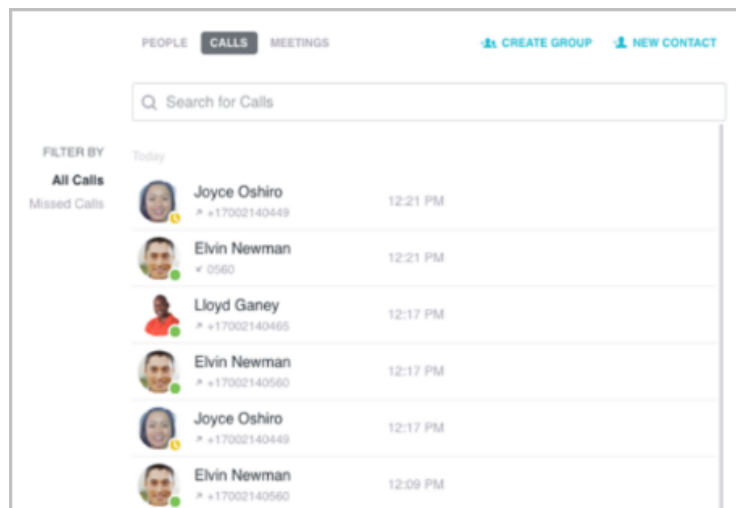 PEOPLE CALLS MEETINGS CREATE GROUP NEW CONTACT
Search for Calls
FILTER BY
All Calls
Missed Calls
Today
Joyce Oshiro 12:21 PM
+17002140449
Elvin Newman 12:21 PM
0560
Lloyd Ganey 12:17 PM
+17002140465
Elvin Newman 12:17 PM
+17002140560
Joyce Oshiro 12:17 PM
+17002140449
Elvin Newman 12:09 PM
+17002140560